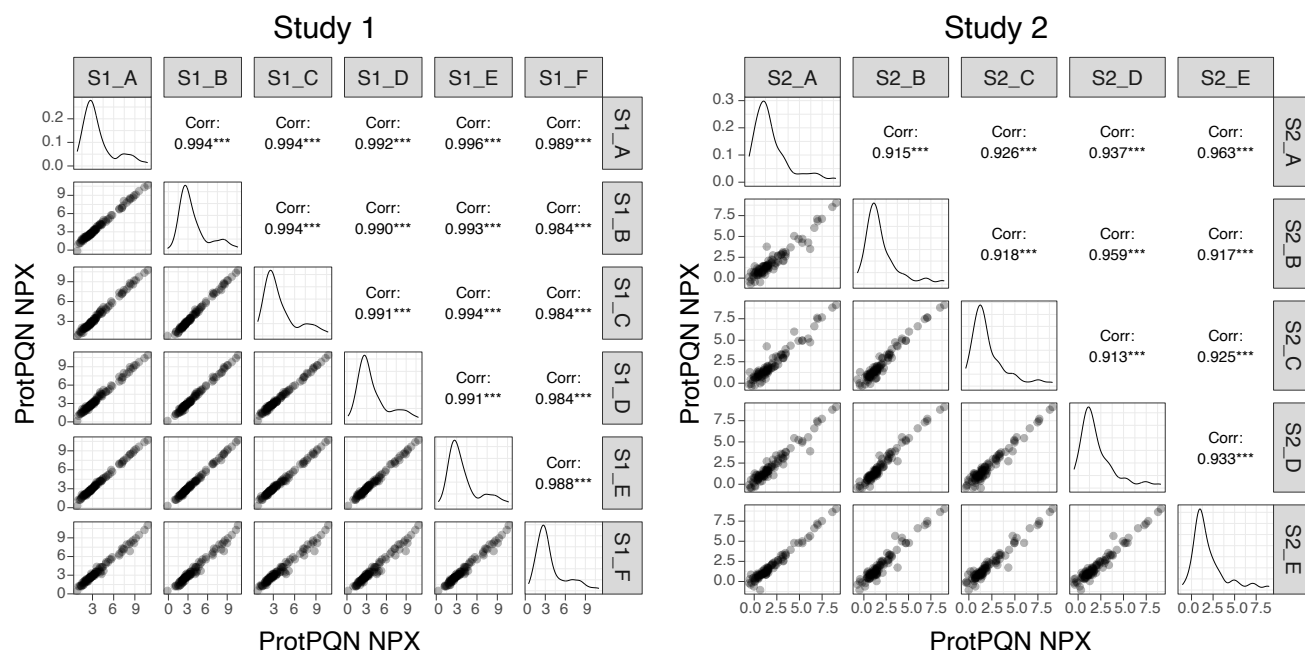 Study 1
Study 2
S1_A S1_B S1_C S1_D S1_E S1_F
S2_A S2_B S2_C S2_D S2_E
0.2
0.1
0.0
Corr:
0.994***
Corr:
0.994***
Corr:
0.992***
Corr:
0.996***
Corr:
0.989***
S1_A
9
6
3
0
Corr:
0.994***
Corr:
0.990***
Corr:
0.993***
Corr:
0.984***
S1_B
9
6
3
Corr:
0.991***
Corr:
0.994***
Corr:
0.984***
S1_C
9
6
3
0
Corr:
0.991***
Corr:
0.984***
S1_D
9
6
3
0
Corr:
0.988***
S1_E
9
6
3
0
S1_F
3 6 9
0 3 6 9
0 3 6 9
0 3 6 9
0 3 6 9
0 3 6 9
ProtPQN NPX
ProtPQN NPX
0.3
0.2
0.1
0.0
Corr:
0.915***
Corr:
0.926***
Corr:
0.937***
Corr:
0.963***
S2_A
7.5
5.0
2.5
0.0
Corr:
0.918***
Corr:
0.959***
Corr:
0.917***
S2_B
7.5
5.0
2.5
0.0
Corr:
0.913***
Corr:
0.925***
S2_C
7.5
5.0
2.5
0.0
Corr:
0.933***
S2_D
7.5
5.0
2.5
0.0
S2_E
0.0 2.5 5.0 7.5
0.0 2.5 5.0 7.5
0.0 2.5 5.0 7.5
0.0 2.5 5.0 7.5
0.0 2.5 5.0 7.5
ProtPQN NPX
ProtPQN NPX